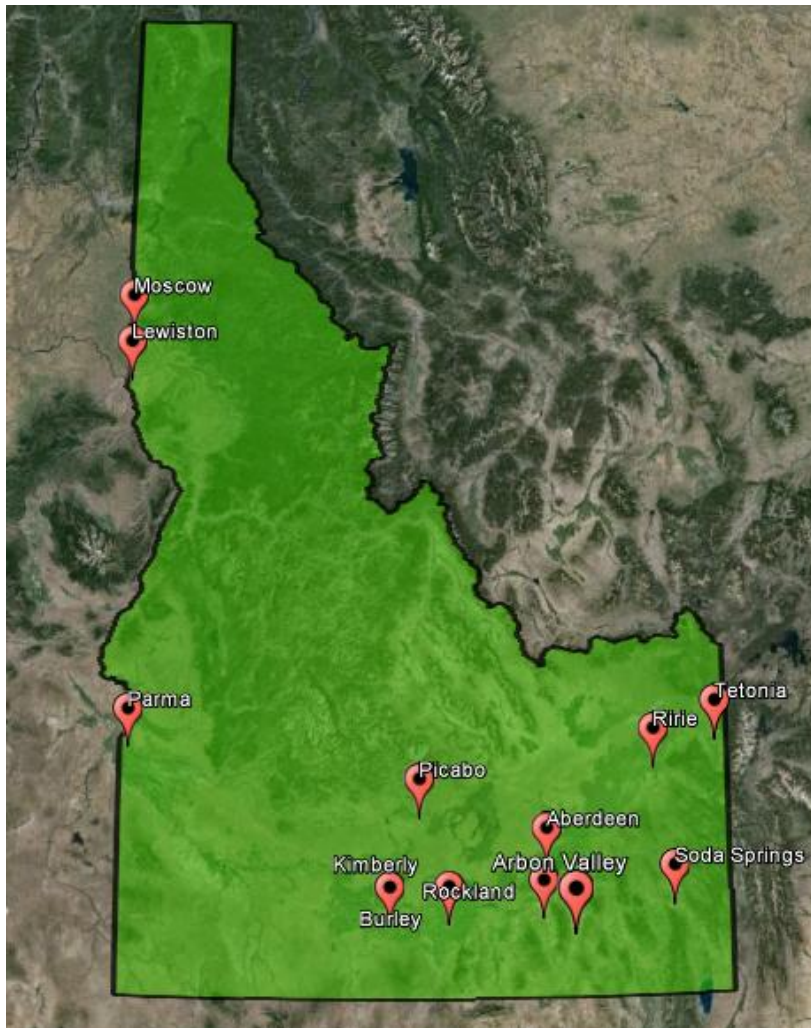 Moscow
Lewiston
Parma
Tetonia
Ririe
Picabo
Aberdeen
Arbon Valley
Soda Springs
Kimberly
Rockland
Burley